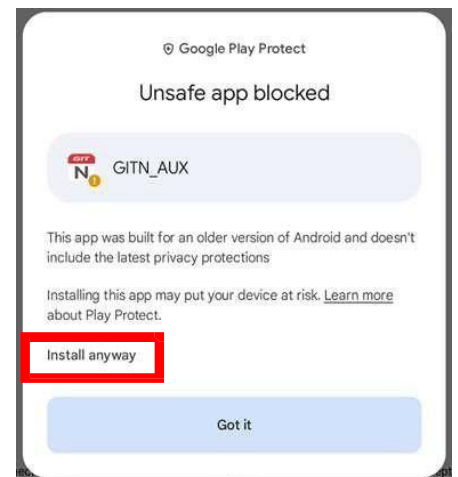 Google Play Protect
Unsafe app blocked
GIT
N
GITN_AUX
This app was built for an older version of Android and doesn't
include the latest privacy protections
Installing this app may put your device at risk. Learn more
about Play Protect.
Install anyway
Got it